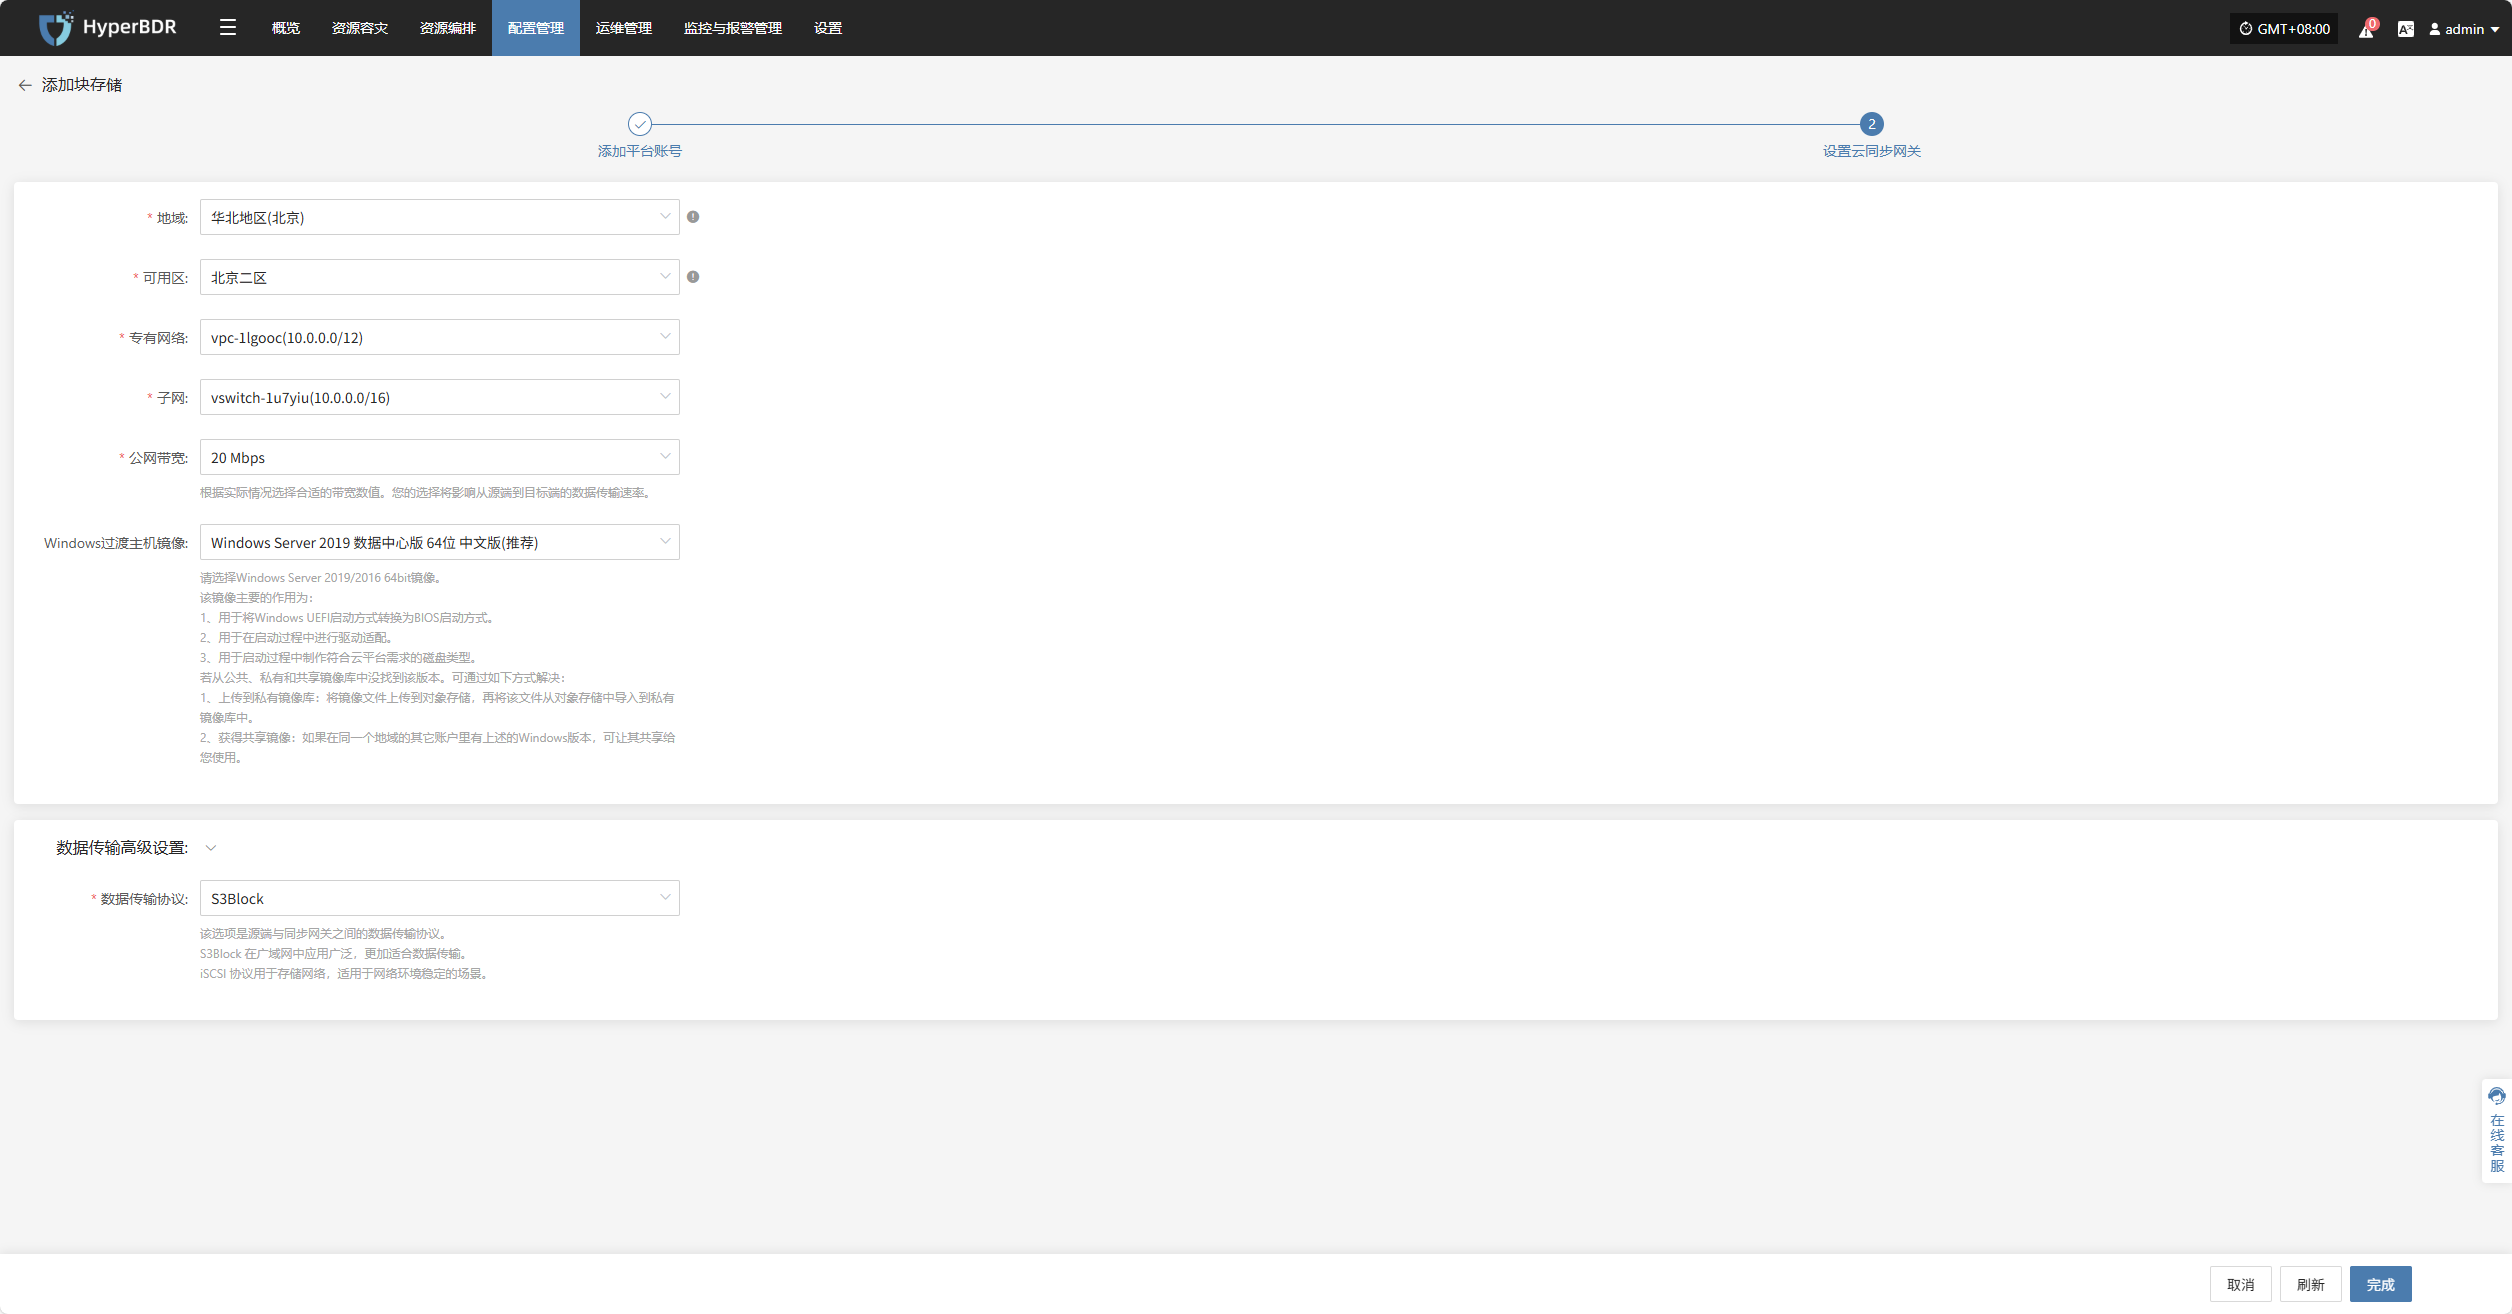 HyperBDR
概览 资源容灾 资源编排 配置管理 运维管理 监控与报警管理 设置
GMT+08:00 0 admin
添加块存储
2
添加平台账号 设置云同步网关
* 地域: 华北地区(北京)
* 可用区: 北京二区
* 专有网络: vpc-1lgooc(10.0.0.0/12)
* 子网: vswitch-1u7yiu(10.0.0.0/16)
* 公网带宽: 20 Mbps
根据实际情况选择合适的带宽数值。您的选择将影响从源端到目标端的数据传输速率。
Windows过渡主机镜像: Windows Server 2019 数据中心版 64位 中文版(推荐)
请选择Windows Server 2019/2016 64bit镜像。
该镜像主要的作用为：
1、用于将Windows UEFI启动方式转换为BIOS启动方式。
2、用于在启动过程中进行驱动适配。
3、用于启动过程中制作符合云平台需求的磁盘类型。
若从公共、私有和共享镜像库中没找到该版本。可通过如下方式解决：
1、上传到私有镜像库：将镜像文件上传到对象存储，再将该文件从对象存储中导入到私有
镜像库中。
2、获得共享镜像：如果在同一个地域的其它账户里有上述的Windows版本，可让其共享给
您使用。
数据传输高级设置:
* 数据传输协议: S3Block
该选项是源端与同步网关之间的数据传输协议。
S3Block 在广域网中应用广泛，更加适合数据传输。
iSCSI 协议用于存储网络，适用于网络环境稳定的场景。
在
线
客
服
取消 刷新 完成